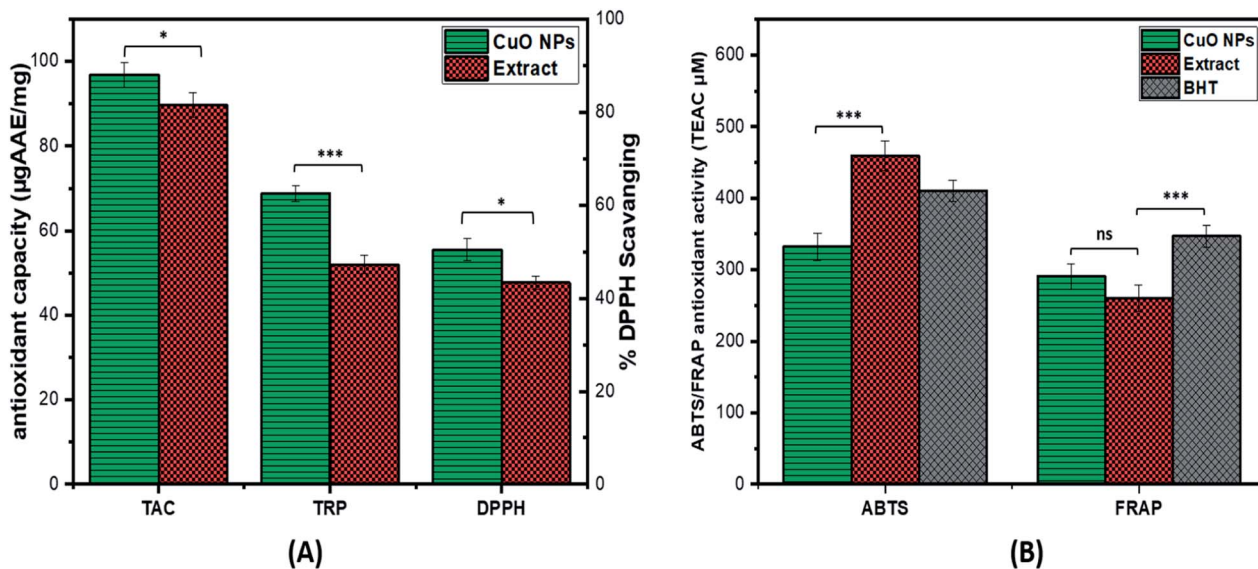 antioxidant capacity (µgAAE/mg)
100
80
60
40
20
0
*
***
*
CuO NPs
Extract
100
80
60
40
20
0
% DPPH Scavanging
TAC TRP DPPH
(A)
ABTS/FRAP antioxidant activity (TEAC µM)
600
500
400
300
200
100
0
***
ns
***
CuO NPs
Extract
BHT
ABTS FRAP
(B)